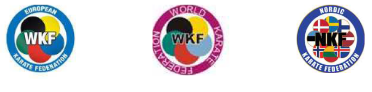 EUROPEAN
WKF
KARATE FEDERATION
WORLD KARATE
WKF
FEDERATION
NORDIC
NKF
KARATE FEDERATION